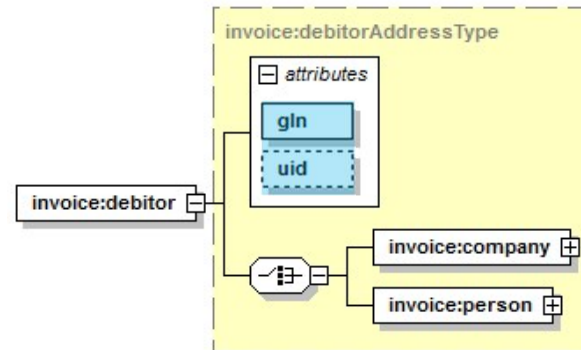 invoice:debitorAddressType
attributes
gln
uid
invoice:debitor
invoice:company
invoice:person